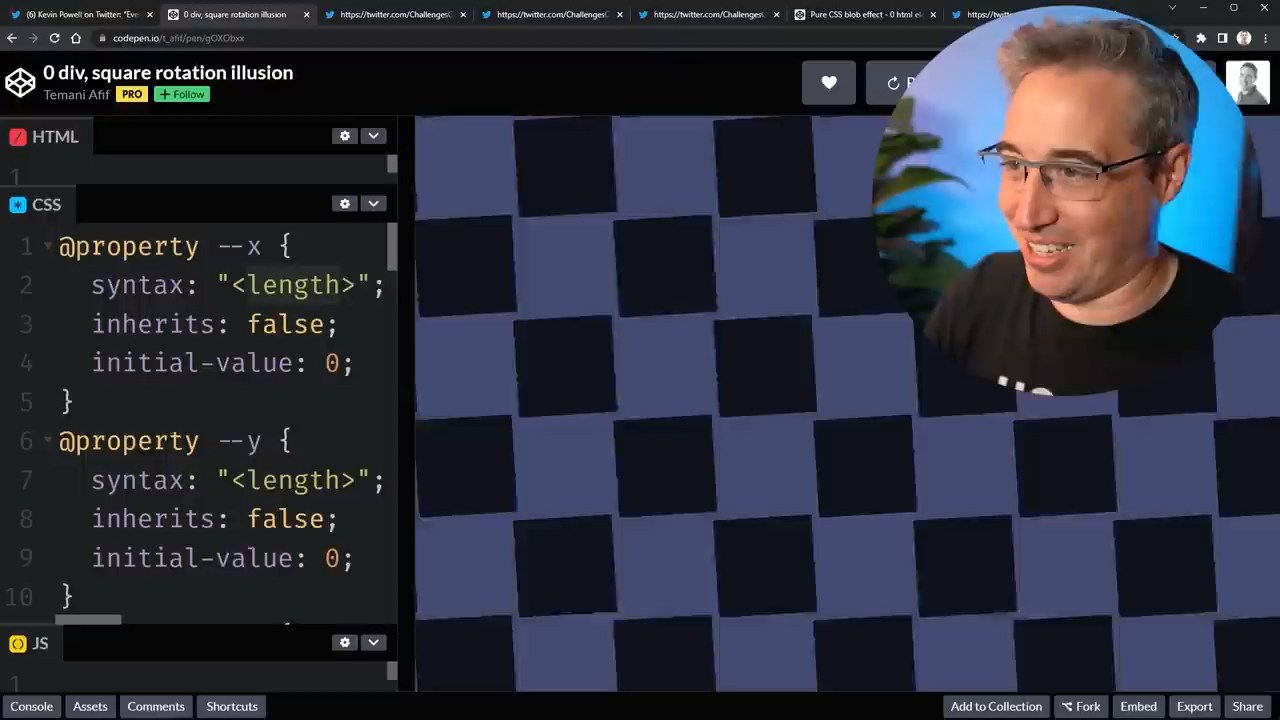 (6) Kevin Powell on Twitter: "Eve
0 div, square rotation illusion
https://twitter.com/ChallengesC
https://twitter.com/ChallengesC
https://twitter.com/ChallengesC
Pure CSS blob effect - 0 html el
https://tw
codepen.io/t_afif/pen/gOXObxx
0 div, square rotation illusion
Temani Afif PRO + Follow
HTML
1
CSS
1 @property --x {
2 syntax: "<length>";
3 inherits: false;
4 initial-value: 0;
5 }
6 @property --y {
7 syntax: "<length>";
8 inherits: false;
9 initial-value: 0;
10 }
JS
1
Console Assets Comments Shortcuts
Add to Collection Fork Embed Export Share